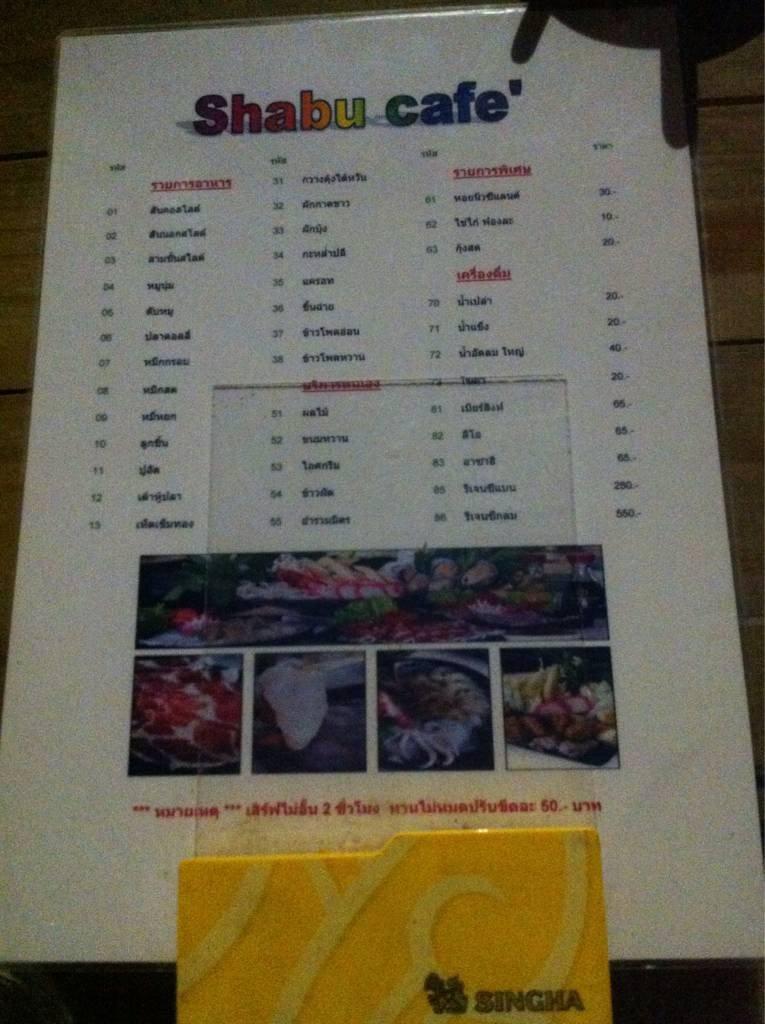 Shabu cafe'
รหัส
รายการอาหาร
01 สันคอสไลด์
02 สันนอกสไลด์
03 สามชั้นสไลด์
04 หมูนุ่ม
05 ตับหมู
06 ปลาดอลลี่
07 หมึกกรอบ
08 หมึกสด
09 หมี่หยก
10 ลูกชิ้น
11 ปูอัด
12 เต้าหู้ปลา
13 เห็ดเข็มทอง
รหัส
31 กวางตุ้งไต้หวัน
32 ผักกาดขาว
33 ผักบุ้ง
34 กะหล่ำปลี
35 แครอท
36 ขึ้นฉ่าย
37 ข้าวโพดอ่อน
38 ข้าวโพดหวาน
บริการตนเอง
51 ผลไม้
52 ขนมหวาน
53 ไอศกรีม
54 ข้าวผัด
55 ยำรวมมิตร
รหัส ราคา
รายการพิเศษ
61 หอยนิวซีแลนด์ 30.-
62 ไข่ไก่ ฟองละ 10.-
63 กุ้งสด 20.-
เครื่องดื่ม
70 น้ำเปล่า 20.-
71 น้ำแข็ง 20.-
72 น้ำอัดลม ใหญ่ 40.-
73 โซดา 20.-
81 เบียร์สิงห์ 65.-
82 ลีโอ 65.-
83 อาซาฮี 65.-
85 รีเจนซี่แบน 280.-
86 รีเจนซี่กลม 550.-
*** หมายเหตุ *** เสิร์ฟไม่อั้น 2 ชั่วโมง ทานไม่หมดปรับขีดละ 50.- บาท
SINGHA